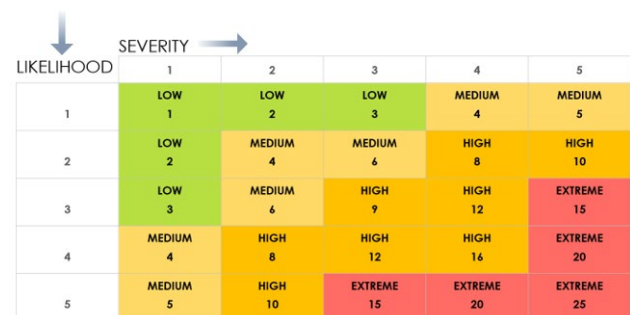 SEVERITY
LIKELIHOOD 1 2 3 4 5
LOW LOW LOW MEDIUM MEDIUM
1 1 2 3 4 5
LOW MEDIUM MEDIUM HIGH HIGH
2 2 4 6 8 10
LOW MEDIUM HIGH HIGH EXTREME
3 3 6 9 12 15
MEDIUM HIGH HIGH HIGH EXTREME
4 4 8 12 16 20
MEDIUM HIGH EXTREME EXTREME EXTREME
5 5 10 15 20 25